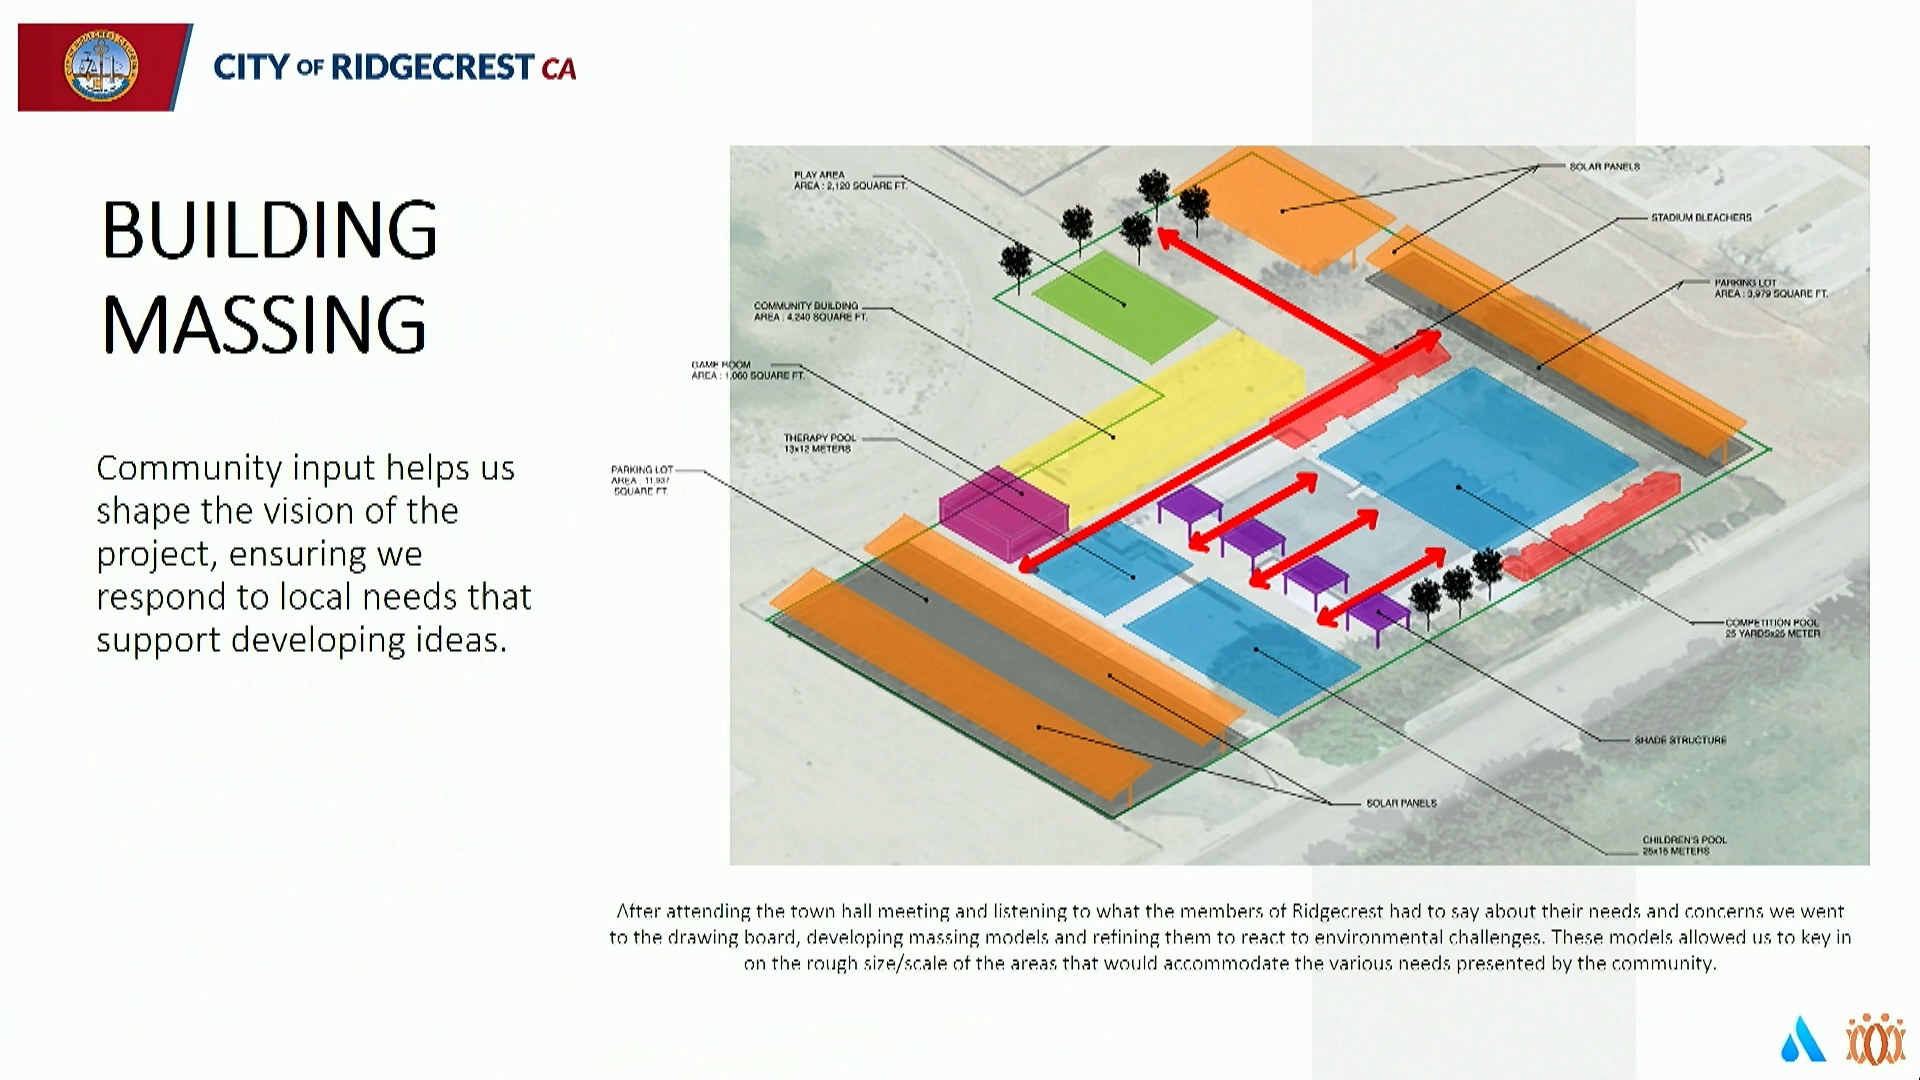 CITY OF RIDGECREST CA
BUILDING
MASSING
Community input helps us
shape the vision of the
project, ensuring we
respond to local needs that
support developing ideas.
PLAY AREA
AREA : 2,120 SQUARE FT.
COMMUNITY BUILDING
AREA : 4,240 SQUARE FT.
GAME ROOM
AREA : 1,060 SQUARE FT.
THERAPY POOL
13x12 METERS
PARKING LOT
AREA : 11,937
SQUARE FT.
SOLAR PANELS
STADIUM BLEACHERS
PARKING LOT
AREA : 3,979 SQUARE FT.
COMPETITION POOL
25 YARDSx25 METER
SHADE STRUCTURE
SOLAR PANELS
CHILDREN'S POOL
25x15 METERS
After attending the town hall meeting and listening to what the members of Ridgecrest had to say about their needs and concerns we went
to the drawing board, developing massing models and refining them to react to environmental challenges. These models allowed us to key in
on the rough size/scale of the areas that would accommodate the various needs presented by the community.